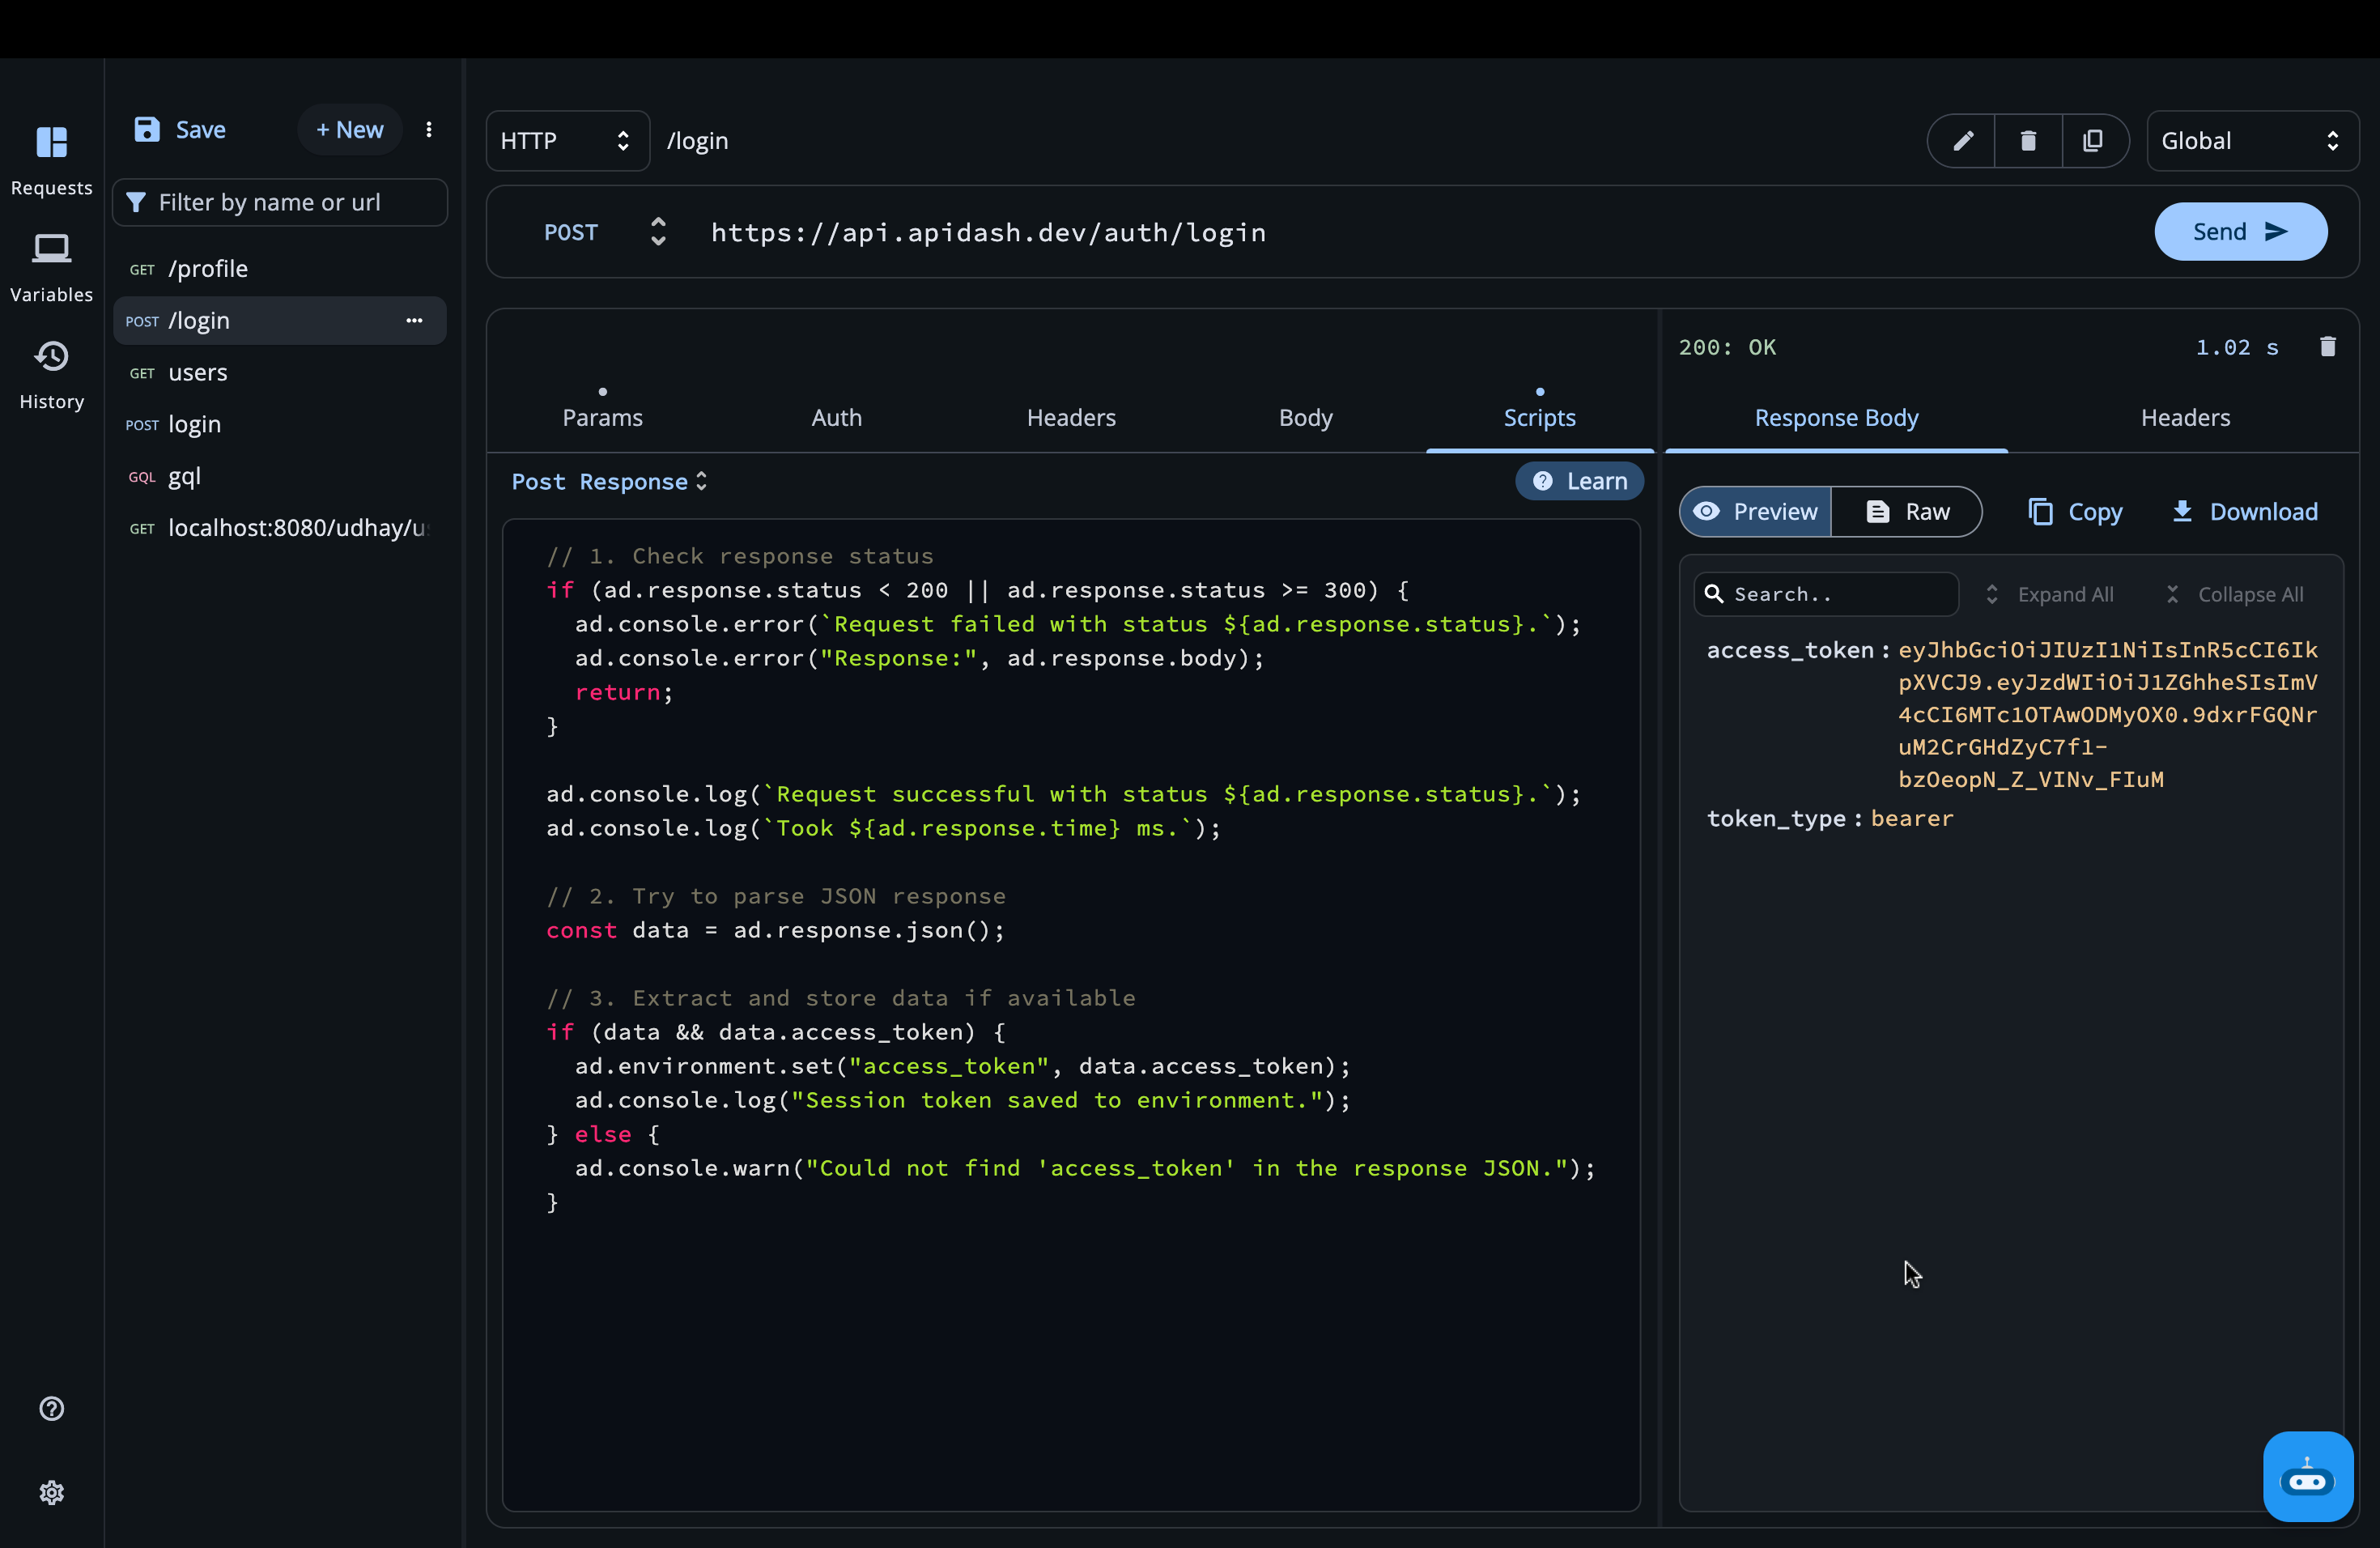 Requests
Variables
History
Save
+ New
Filter by name or url
GET /profile
POST /login
GET users
POST login
GQL gql
GET localhost:8080/udhay/u
HTTP
/login
Global
POST
https://api.apidash.dev/auth/login
Send
Params
Auth
Headers
Body
Scripts
Post Response
Learn
// 1. Check response status
if (ad.response.status < 200 || ad.response.status >= 300) {
  ad.console.error(`Request failed with status ${ad.response.status}.`);
  ad.console.error("Response:", ad.response.body);
  return;
}
ad.console.log(`Request successful with status ${ad.response.status}.`);
ad.console.log(`Took ${ad.response.time} ms.`);
// 2. Try to parse JSON response
const data = ad.response.json();
// 3. Extract and store data if available
if (data && data.access_token) {
  ad.environment.set("access_token", data.access_token);
  ad.console.log("Session token saved to environment.");
} else {
  ad.console.warn("Could not find 'access_token' in the response JSON.");
}
200: OK
1.02 s
Response Body
Headers
Preview
Raw
Copy
Download
Search..
Expand All
Collapse All
access_token : eyJhbGciOiJIUzI1NiIsInR5cCI6Ik
pXVCJ9.eyJzdWIiOiJ1ZGhheSIsImV
4cCI6MTc1OTAwODMyOX0.9dxrFGQNr
uM2CrGHdZyC7f1-
bzOeopN_Z_VINv_FIuM
token_type : bearer